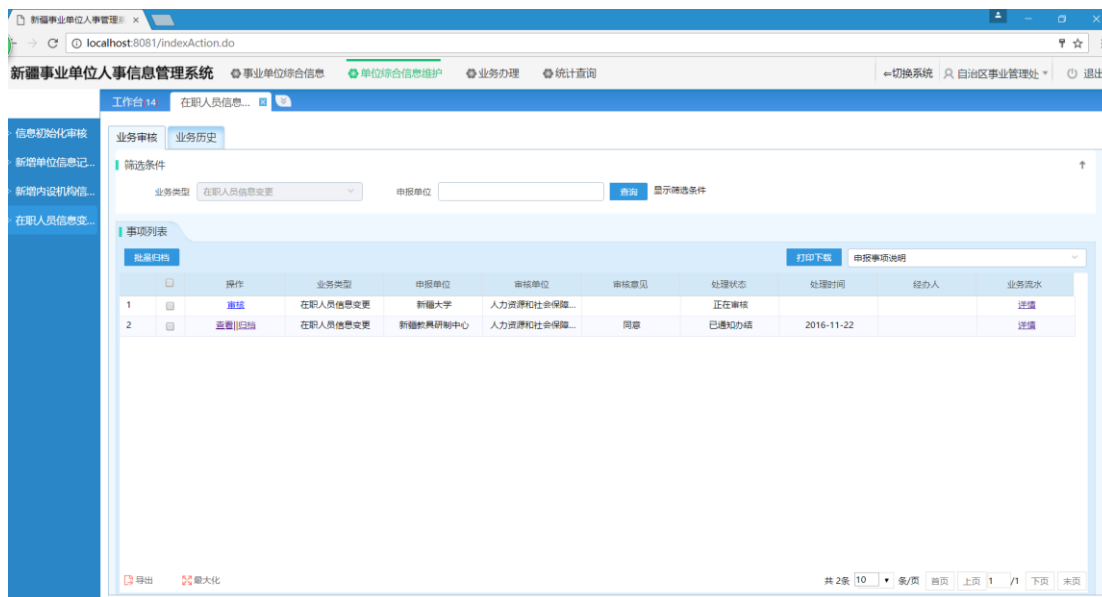 新疆事业单位人事管理系 ×
localhost:8081/indexAction.do
新疆事业单位人事信息管理系统 事业单位综合信息 单位综合信息维护 业务办理 统计查询 切换系统 自治区事业管理处 退出
工作台(14) 在职人员信息...
信息初始化审核
新增单位信息记...
新增内设机构信...
在职人员信息变...
业务审核 业务历史
筛选条件
业务类型 在职人员信息变更 申报单位 查询 显示筛选条件
事项列表
批量归档 打印下载 申报事项说明
操作 业务类型 申报单位 审核单位 审核意见 处理状态 处理时间 经办人 业务流水
1 审核 在职人员信息变更 新疆大学 人力资源和社会保障... 正在审核 详情
2 查看||归档 在职人员信息变更 新疆教具研制中心 人力资源和社会保障... 同意 已通知办结 2016-11-22 详情
导出 最大化 共 2条 10 条/页 首页 上页 1 /1 下页 末页